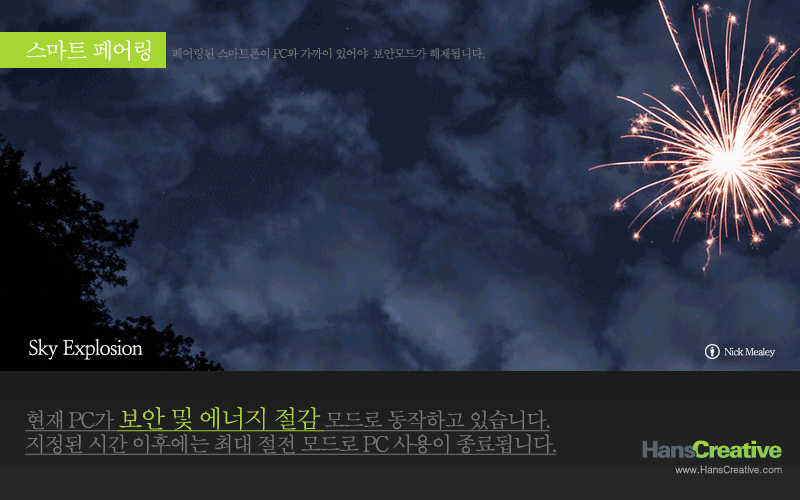 스마트 페어링
페어링된 스마트폰이 PC와 가까이 있어야 보안모드가 해제됩니다.
Sky Explosion
Nick Mealey
현재 PC가 보안 및 에너지 절감 모드로 동작하고 있습니다.
지정된 시간 이후에는 최대 절전 모드로 PC 사용이 종료됩니다.
HansCreative
www.HansCreative.com